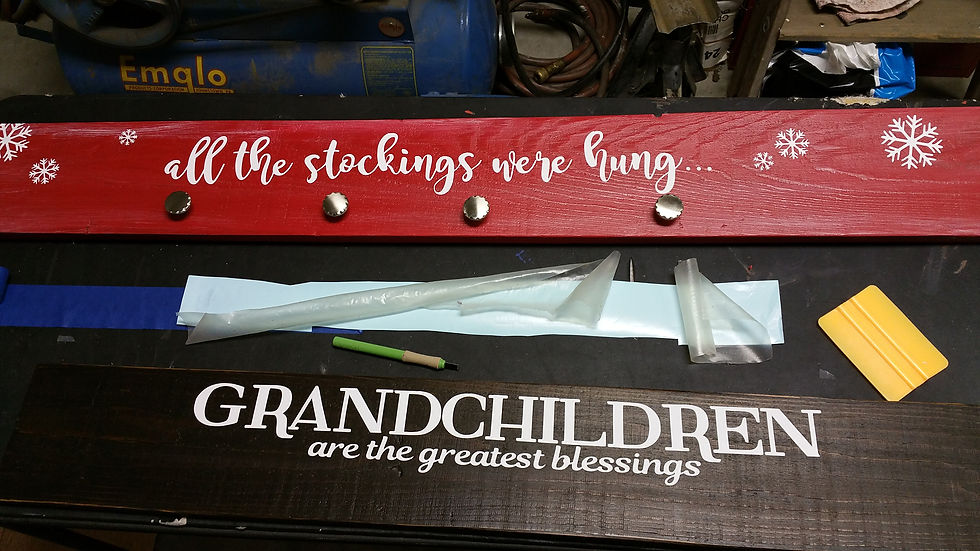 Emglo
all the stockings were hung...
GRANDCHILDREN
are the greatest blessings